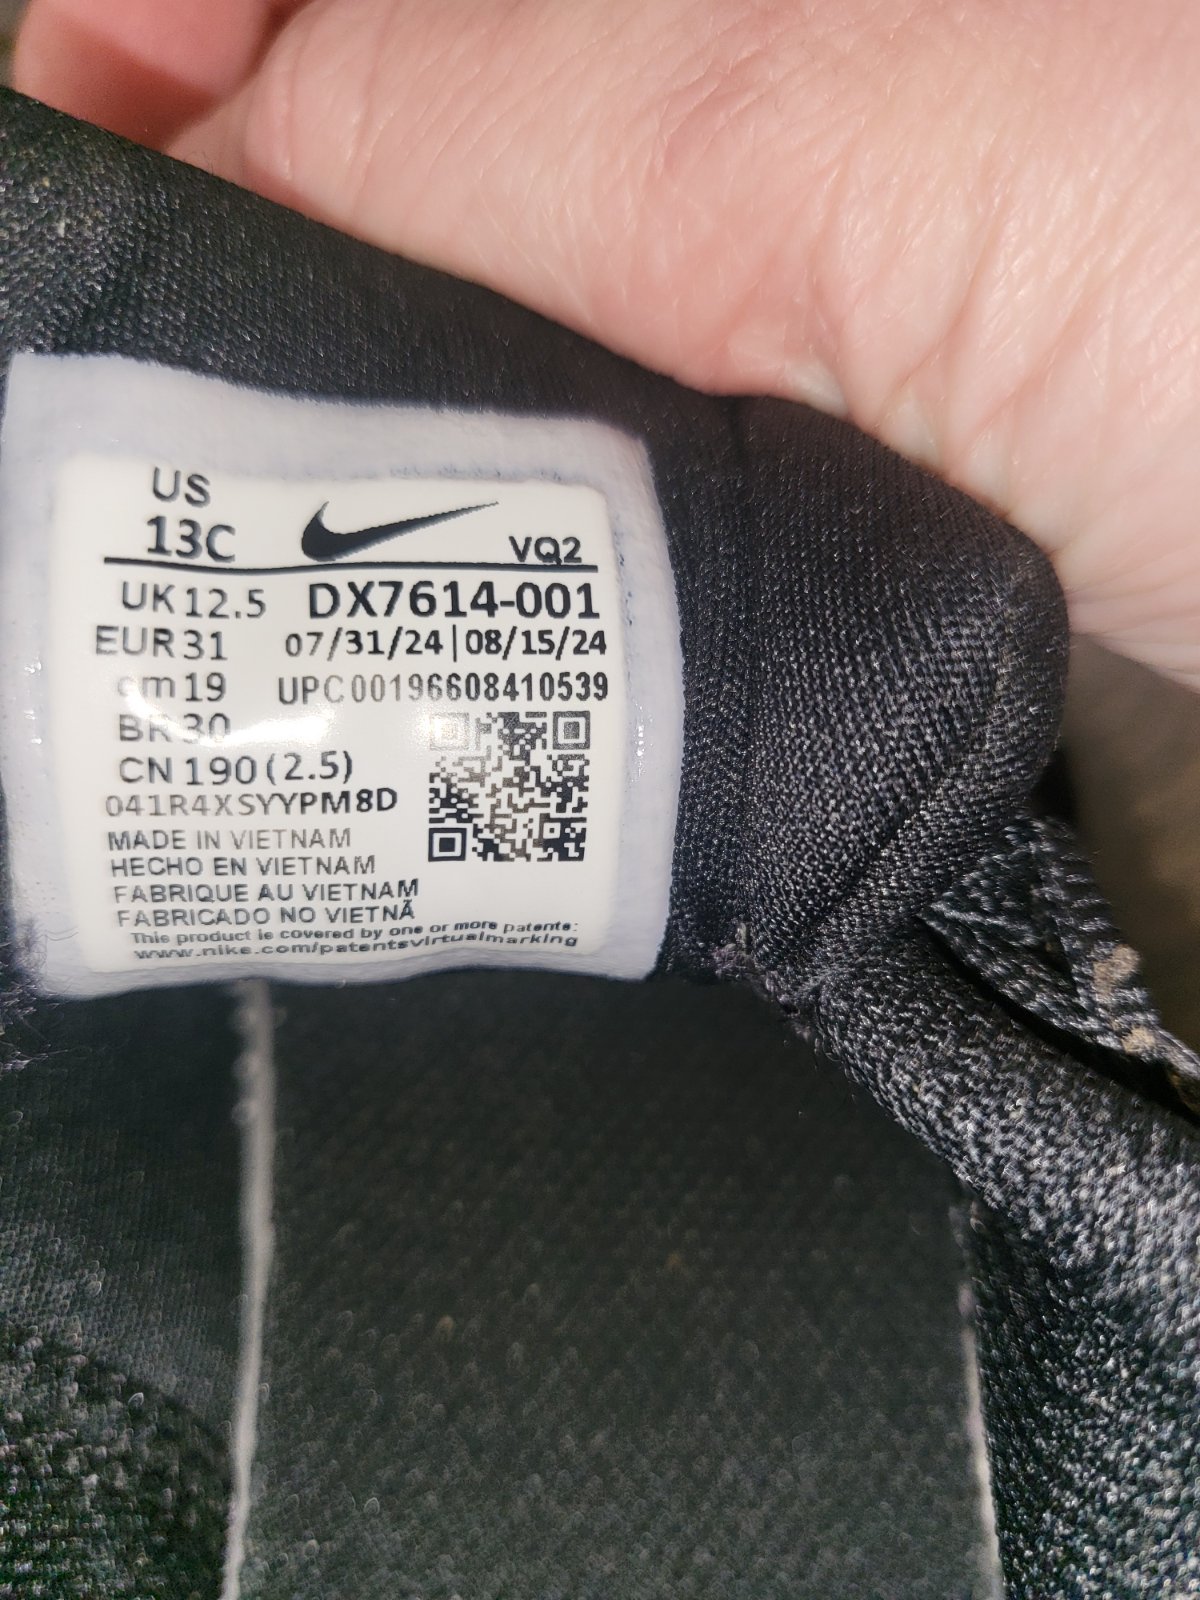 US
13C
VQ2
UK 12.5 DX7614-001
EUR 31 07/31/24|08/15/24
cm 19 UPC00196608410539
BR 30
CN 190 (2.5)
041R4XSYYPM8D
MADE IN VIETNAM
HECHO EN VIETNAM
FABRIQUE AU VIETNAM
FABRICADO NO VIETNÃ
This product is covered by one or more patents:
www.nike.com/patentsvirtualmarking